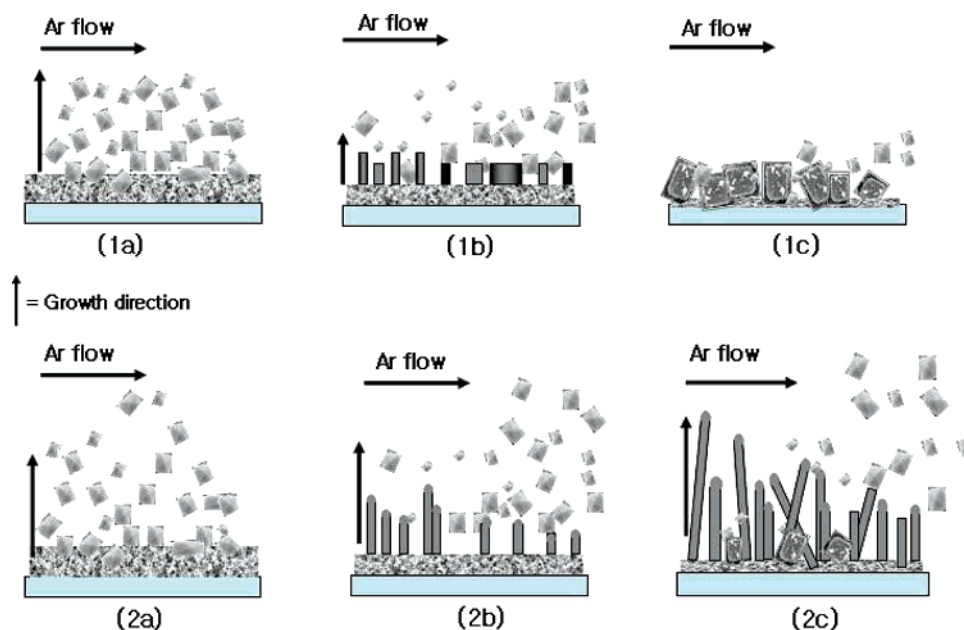 Ar flow
Ar flow
Ar flow
(1a)
(1b)
(1c)
= Growth direction
Ar flow
Ar flow
Ar flow
(2a)
(2b)
(2c)